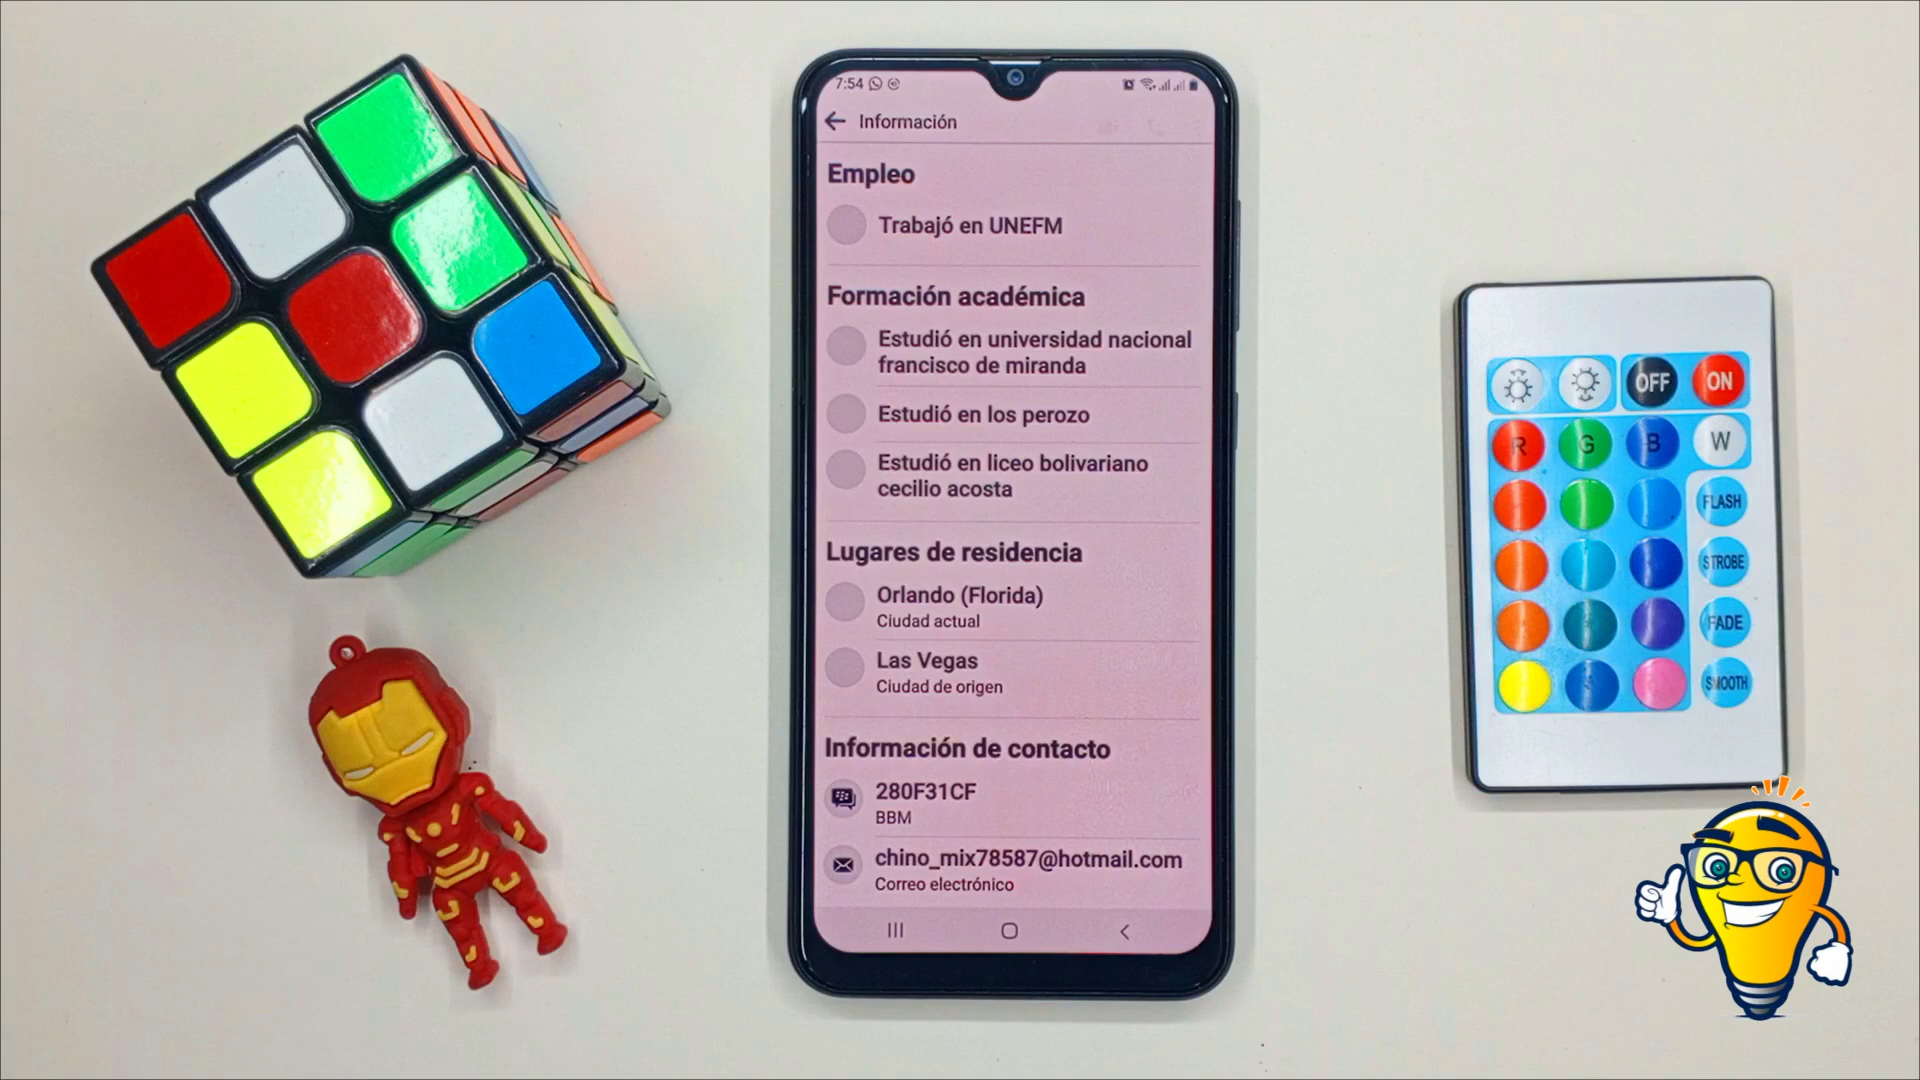 7:54
Información
Empleo
Trabajó en UNEFM
Formación académica
Estudió en universidad nacional
francisco de miranda
Estudió en los perozo
Estudió en liceo bolivariano
cecilio acosta
Lugares de residencia
Orlando (Florida)
Ciudad actual
Las Vegas
Ciudad de origen
Información de contacto
280F31CF
BBM
chino_mix78587@hotmail.com
Correo electrónico
OFF ON
R G B W
FLASH
STROBE
FADE
SMOOTH